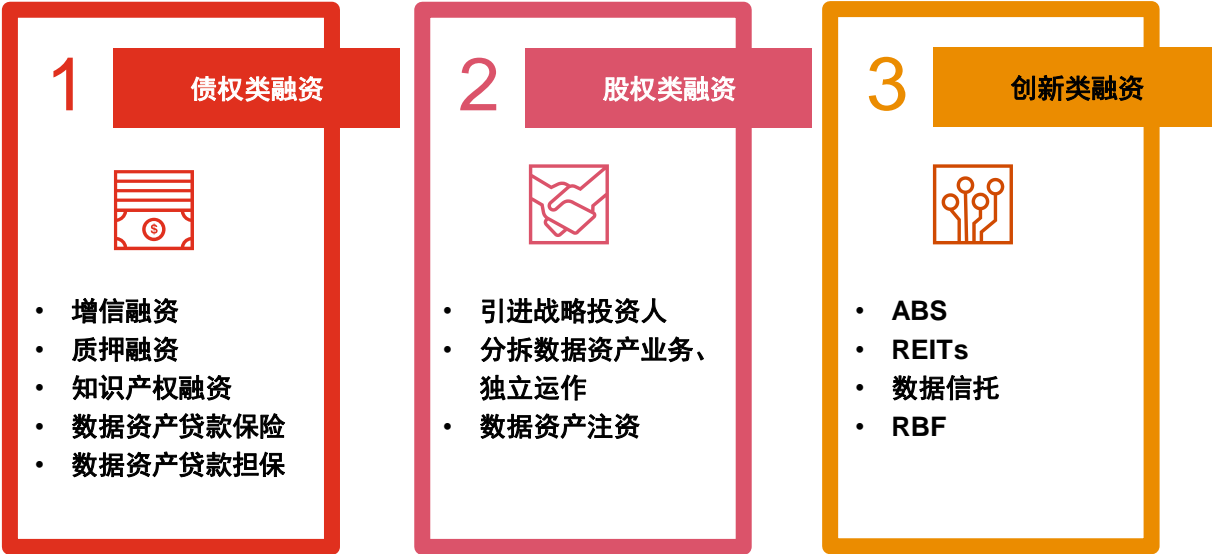 1
债权类融资
• 增信融资
• 质押融资
• 知识产权融资
• 数据资产贷款保险
• 数据资产贷款担保
2
股权类融资
• 引进战略投资人
• 分拆数据资产业务、
独立运作
• 数据资产注资
3
创新类融资
• ABS
• REITs
• 数据信托
• RBF
$